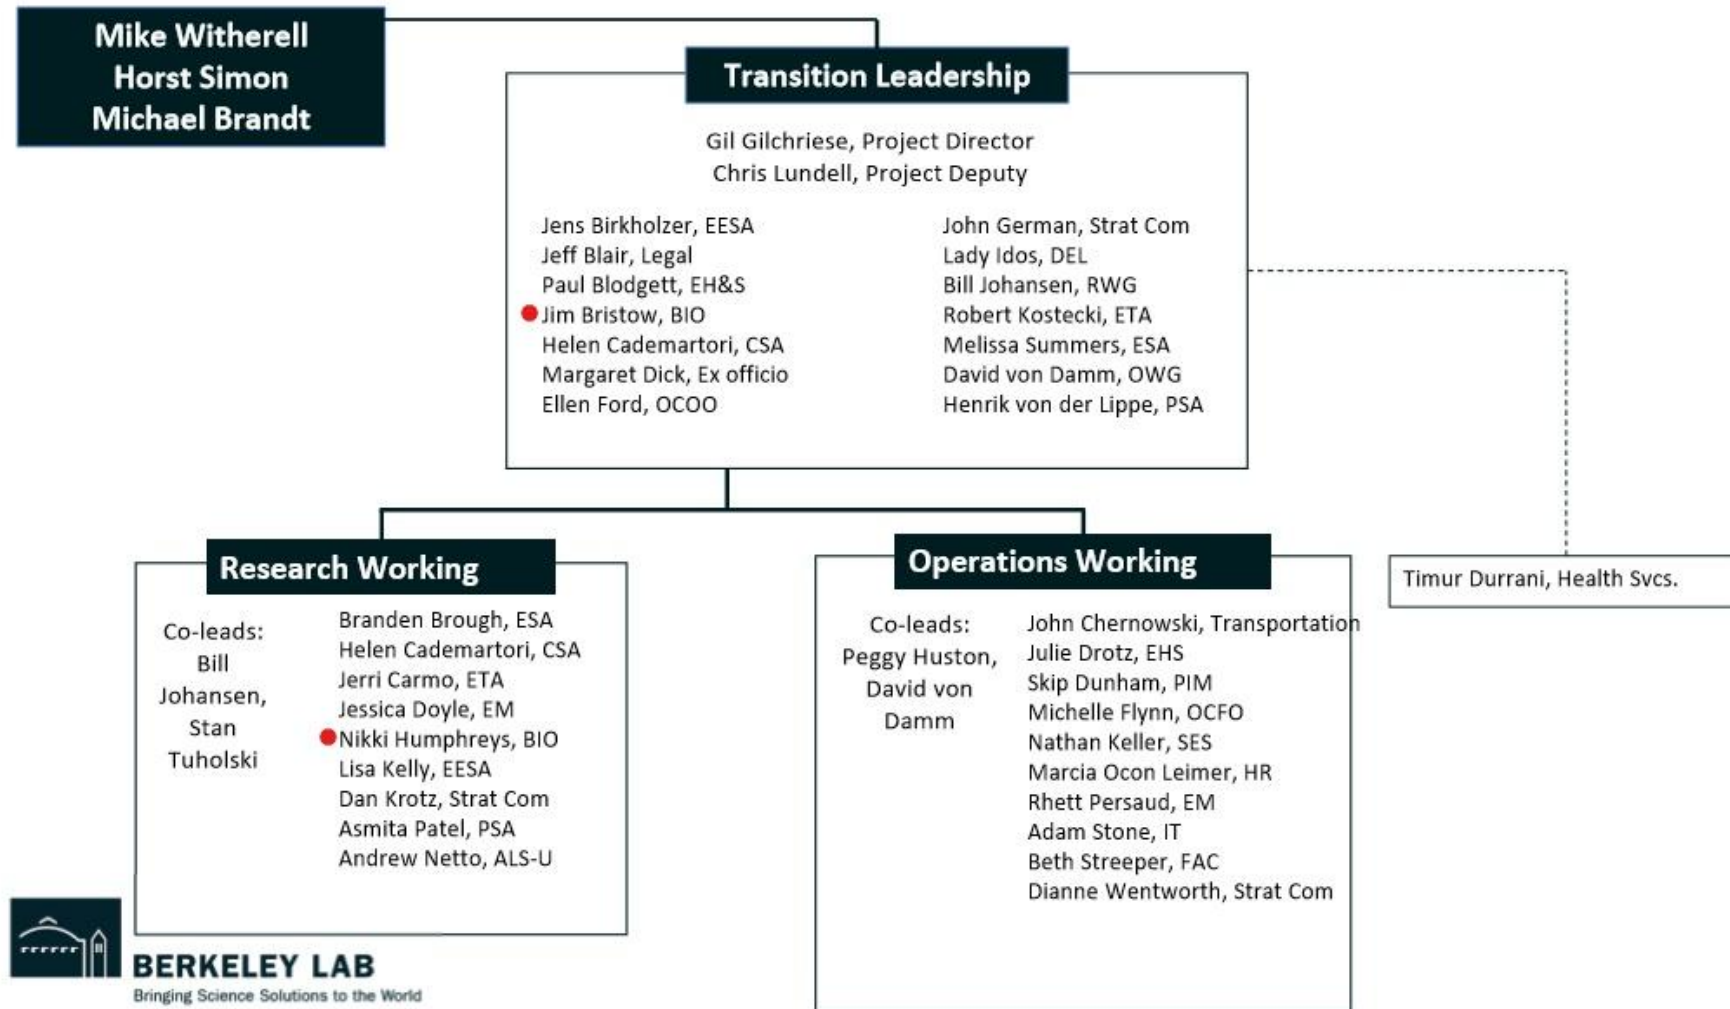 Mike Witherell
Horst Simon
Michael Brandt
Transition Leadership
Gil Gilchriese, Project Director
Chris Lundell, Project Deputy
Jens Birkholzer, EESA
Jeff Blair, Legal
Paul Blodgett, EH&S
Jim Bristow, BIO
Helen Cademartori, CSA
Margaret Dick, Ex officio
Ellen Ford, OCOO
John German, Strat Com
Lady Idos, DEL
Bill Johansen, RWG
Robert Kostecki, ETA
Melissa Summers, ESA
David von Damm, OWG
Henrik von der Lippe, PSA
Research Working
Co-leads:
Bill
Johansen,
Stan
Tuholski
Branden Brough, ESA
Helen Cademartori, CSA
Jerri Carmo, ETA
Jessica Doyle, EM
Nikki Humphreys, BIO
Lisa Kelly, EESA
Dan Krotz, Strat Com
Asmita Patel, PSA
Andrew Netto, ALS-U
Operations Working
Co-leads:
Peggy Huston,
David von
Damm
John Chernowski, Transportation
Julie Drotz, EHS
Skip Dunham, PIM
Michelle Flynn, OCFO
Nathan Keller, SES
Marcia Ocon Leimer, HR
Rhett Persaud, EM
Adam Stone, IT
Beth Streeper, FAC
Dianne Wentworth, Strat Com
Timur Durrani, Health Svcs.
BERKELEY LAB
Bringing Science Solutions to the World